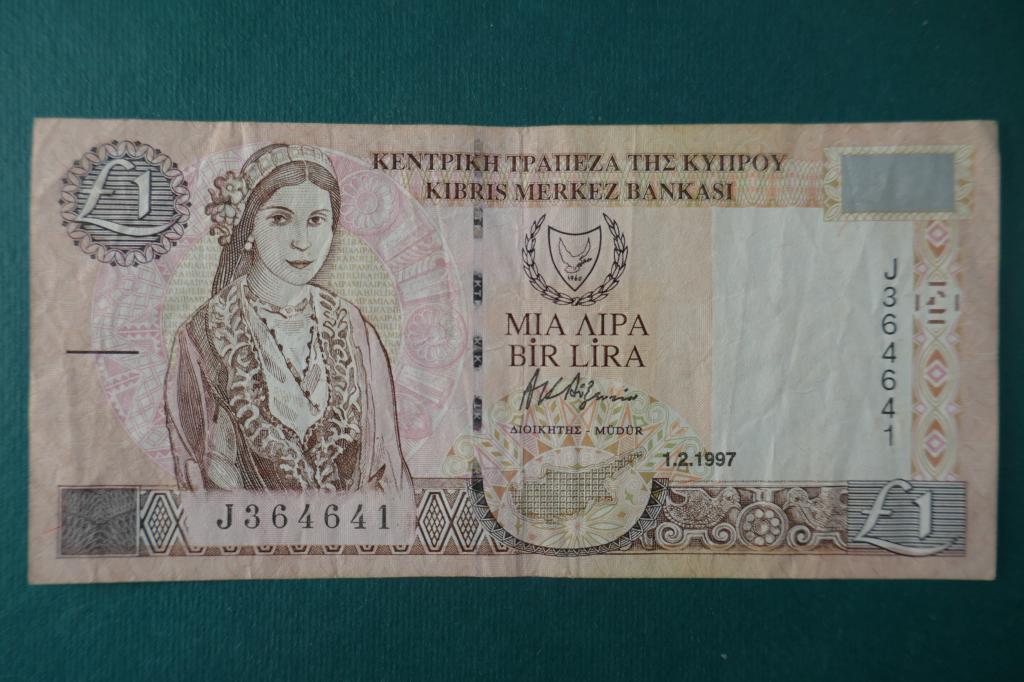 £1
ΚΕΝΤΡΙΚΗ ΤΡΑΠΕΖΑ ΤΗΣ ΚΥΠΡΟΥ
KIBRIS MERKEZ BANKASI
1960
ΜΙΑ ΛΙΡΑ
BİR LİRA
ΔΙΟΙΚΗΤΗΣ - MÜDÜR
1.2.1997
J364641
J364641
£1